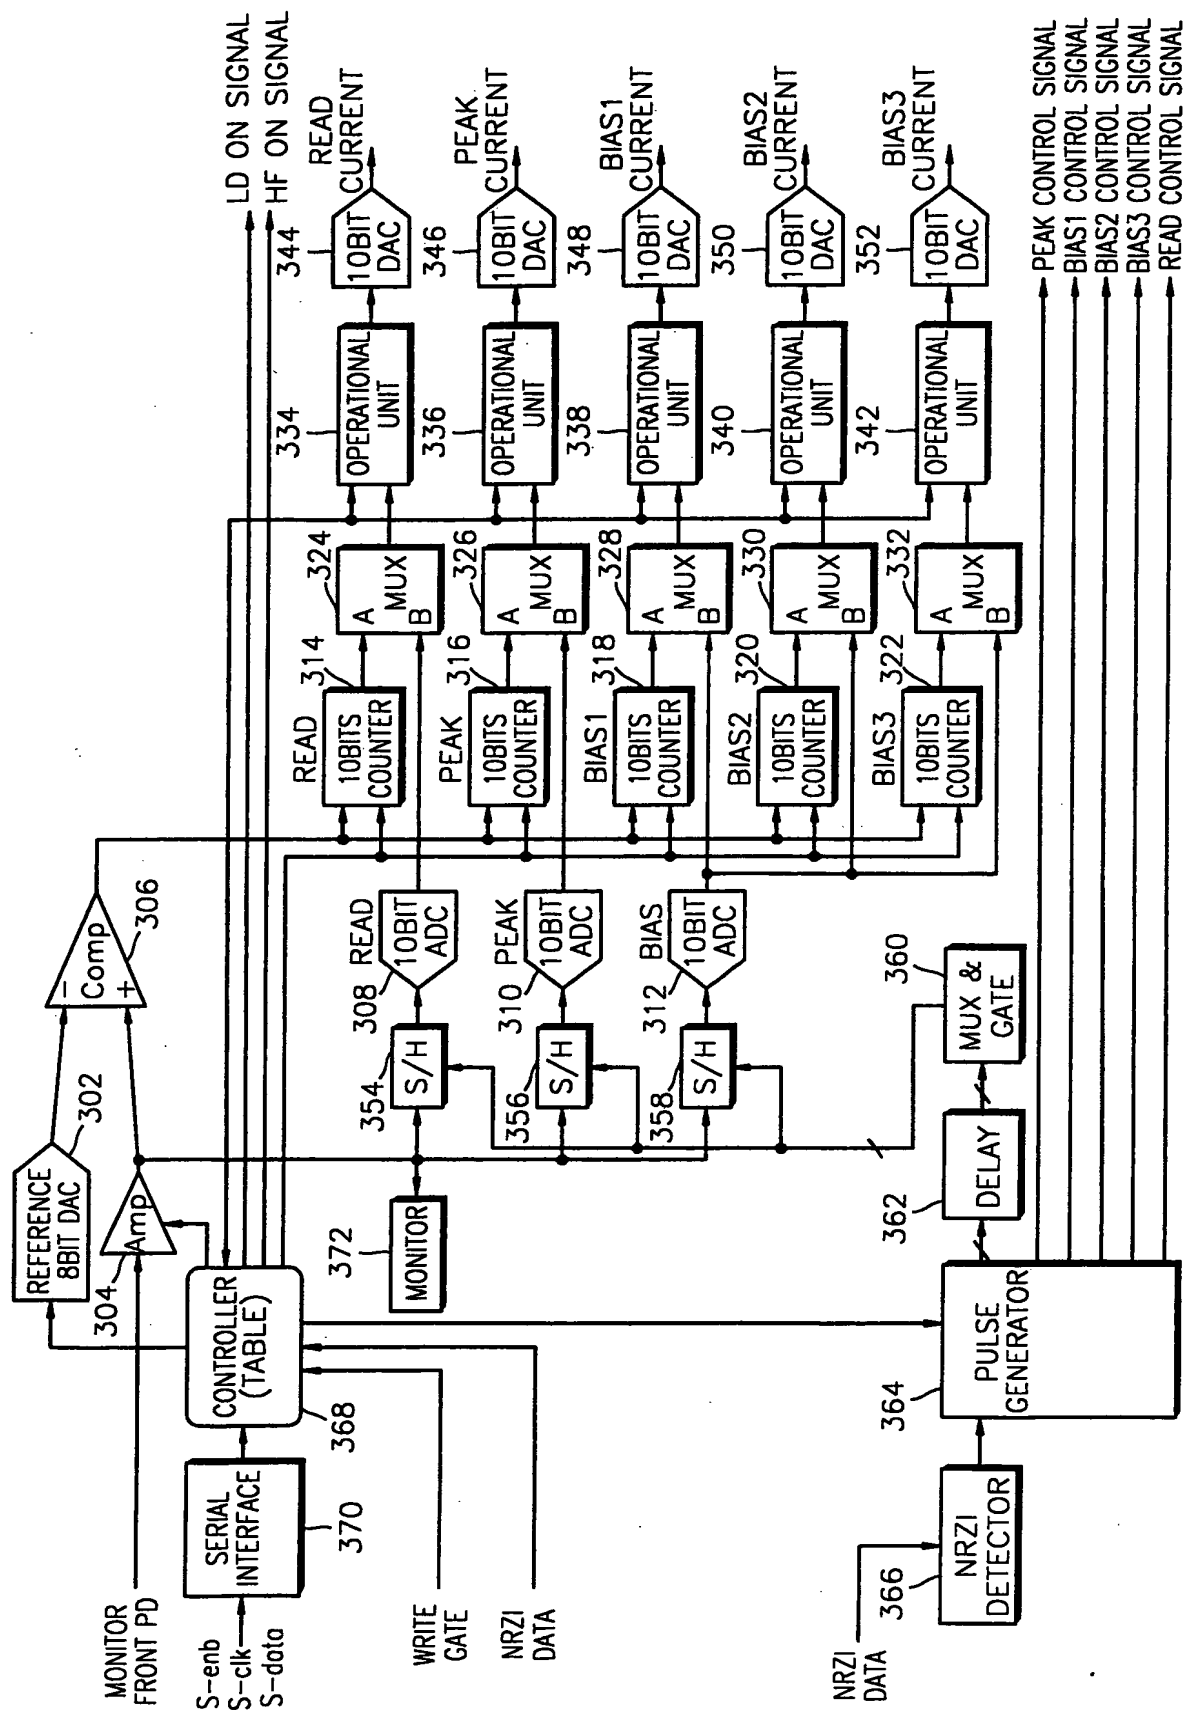 LD ON SIGNAL
HF ON SIGNAL
REFERENCE
8BIT DAC
302
Amp
304
Comp
-
+
306
MONITOR
FRONT PD
S-enb
S-clk
S-data
SERIAL
INTERFACE
370
CONTROLLER
(TABLE)
368
WRITE
GATE
NRZI
DATA
MONITOR
372
354
S/H
308
READ
10BIT
ADC
READ
10BITS
COUNTER
314
324
A
MUX
B
334
OPERATIONAL
UNIT
344
10BIT
DAC
READ
CURRENT
356
S/H
310
PEAK
10BIT
ADC
PEAK
10BITS
COUNTER
316
326
A
MUX
B
336
OPERATIONAL
UNIT
346
10BIT
DAC
PEAK
CURRENT
358
S/H
312
BIAS
10BIT
ADC
BIAS1
10BITS
COUNTER
318
328
A
MUX
B
338
OPERATIONAL
UNIT
348
10BIT
DAC
BIAS1
CURRENT
BIAS2
10BITS
COUNTER
320
330
A
MUX
B
340
OPERATIONAL
UNIT
350
10BIT
DAC
BIAS2
CURRENT
BIAS3
10BITS
COUNTER
322
332
A
MUX
B
342
OPERATIONAL
UNIT
352
10BIT
DAC
BIAS3
CURRENT
NRZI
DATA
366
NRZI
DETECTOR
364
PULSE
GENERATOR
362
DELAY
360
MUX &
GATE
PEAK CONTROL SIGNAL
BIAS1 CONTROL SIGNAL
BIAS2 CONTROL SIGNAL
BIAS3 CONTROL SIGNAL
READ CONTROL SIGNAL